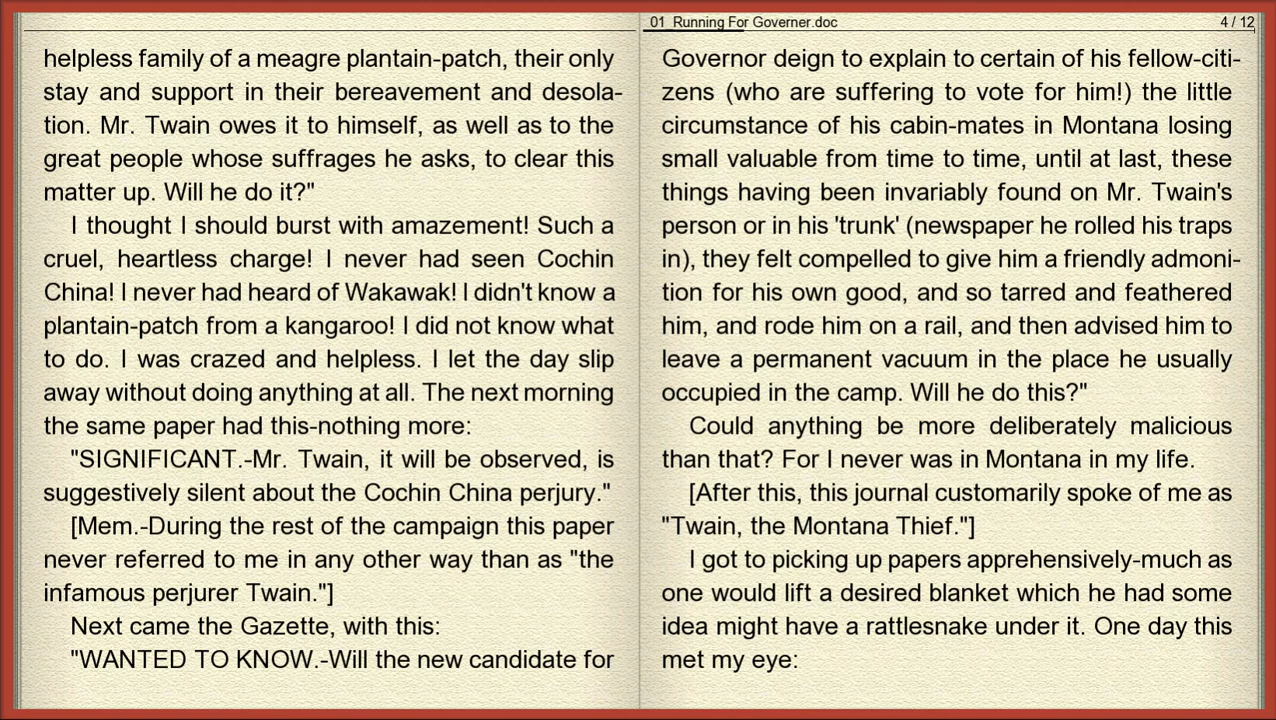 01_Running For Governer.doc
4 / 12
helpless family of a meagre plantain-patch, their only
stay and support in their bereavement and desola-
tion. Mr. Twain owes it to himself, as well as to the
great people whose suffrages he asks, to clear this
matter up. Will he do it?"
I thought I should burst with amazement! Such a
cruel, heartless charge! I never had seen Cochin
China! I never had heard of Wakawak! I didn't know a
plantain-patch from a kangaroo! I did not know what
to do. I was crazed and helpless. I let the day slip
away without doing anything at all. The next morning
the same paper had this-nothing more:
"SIGNIFICANT.-Mr. Twain, it will be observed, is
suggestively silent about the Cochin China perjury."
[Mem.-During the rest of the campaign this paper
never referred to me in any other way than as "the
infamous perjurer Twain."]
Next came the Gazette, with this:
"WANTED TO KNOW.-Will the new candidate for
Governor deign to explain to certain of his fellow-citi-
zens (who are suffering to vote for him!) the little
circumstance of his cabin-mates in Montana losing
small valuable from time to time, until at last, these
things having been invariably found on Mr. Twain's
person or in his 'trunk' (newspaper he rolled his traps
in), they felt compelled to give him a friendly admoni-
tion for his own good, and so tarred and feathered
him, and rode him on a rail, and then advised him to
leave a permanent vacuum in the place he usually
occupied in the camp. Will he do this?"
Could anything be more deliberately malicious
than that? For I never was in Montana in my life.
[After this, this journal customarily spoke of me as
"Twain, the Montana Thief."]
I got to picking up papers apprehensively-much as
one would lift a desired blanket which he had some
idea might have a rattlesnake under it. One day this
met my eye: